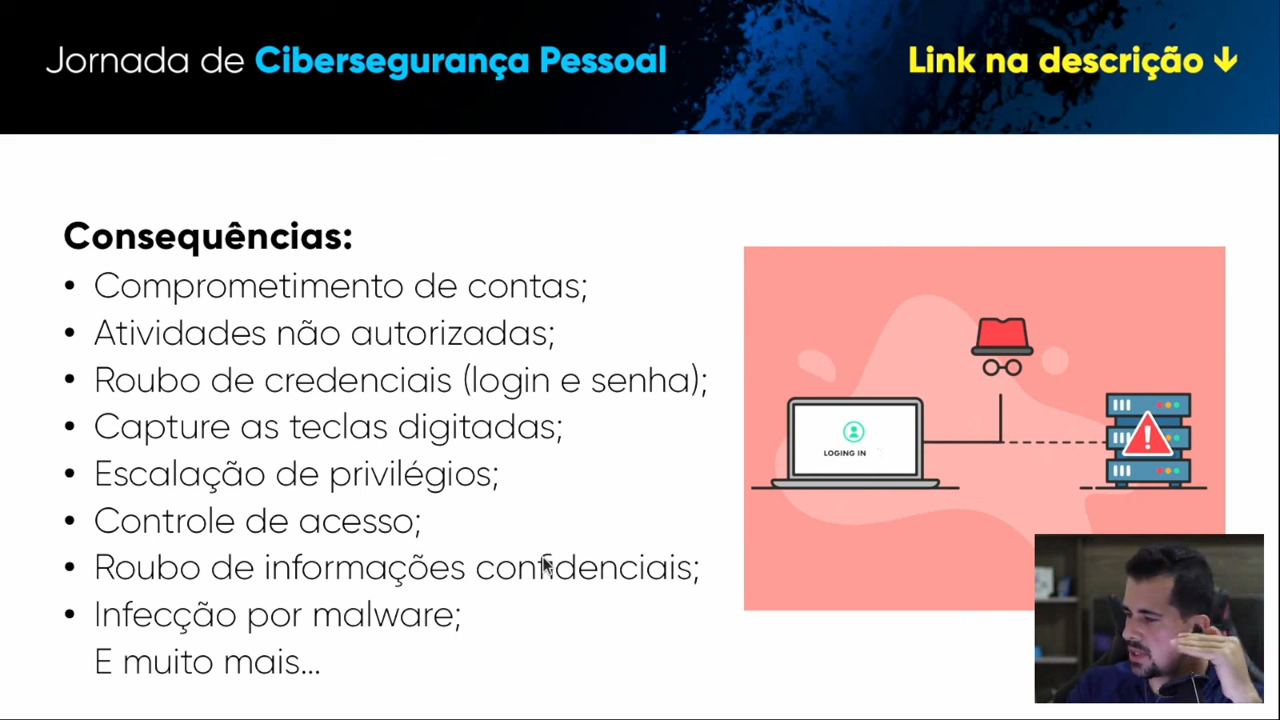 Jornada de Cibersegurança Pessoal
Link na descrição ↓
Consequências:
• Comprometimento de contas;
• Atividades não autorizadas;
• Roubo de credenciais (login e senha);
• Capture as teclas digitadas;
• Escalação de privilégios;
• Controle de acesso;
• Roubo de informações confidenciais;
• Infecção por malware;
E muito mais...
LOGING IN